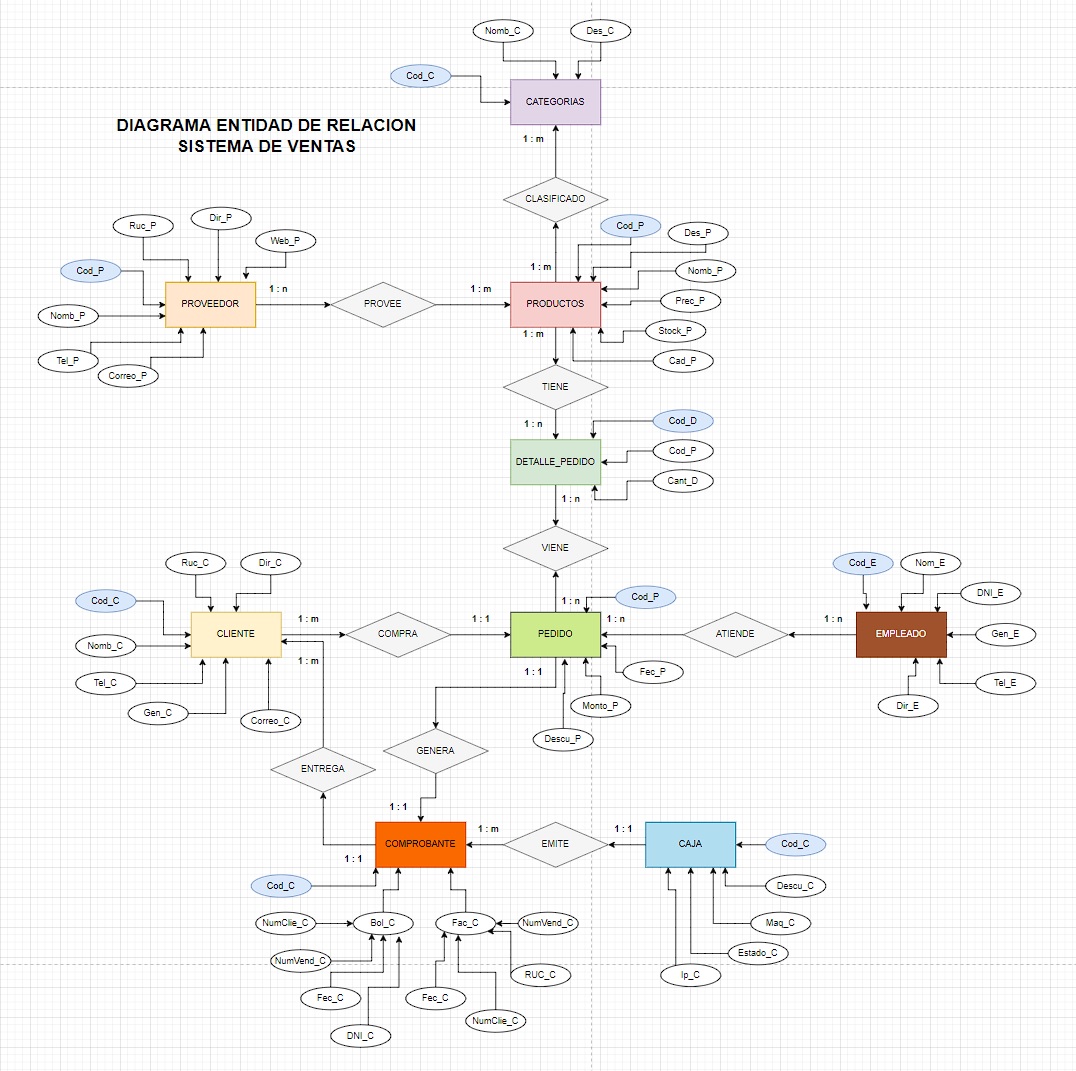 Nomb_C
Des_C
Cod_C
CATEGORIAS
DIAGRAMA ENTIDAD DE RELACION
SISTEMA DE VENTAS
1 : m
CLASIFICADO
Ruc_P
Dir_P
Web_P
Cod_P
Nomb_P
Tel_P
Correo_P
PROVEEDOR
1 : n
PROVEE
1 : m
1 : m
PRODUCTOS
1 : m
Cod_P
Des_P
Nomb_P
Prec_P
Stock_P
Cad_P
TIENE
1 : n
DETALLE_PEDIDO
Cod_D
Cod_P
Cant_D
1 : n
VIENE
1 : n
Ruc_C
Dir_C
Cod_C
Nomb_C
Tel_C
Gen_C
Correo_C
CLIENTE
1 : m
1 : m
COMPRA
1 : 1
PEDIDO
1 : 1
Cod_P
Fec_P
Monto_P
Descu_P
1 : n
ATIENDE
1 : n
EMPLEADO
Cod_E
Nom_E
DNI_E
Gen_E
Tel_E
Dir_E
GENERA
ENTREGA
1 : 1
COMPROBANTE
1 : 1
1 : m
EMITE
1 : 1
CAJA
Cod_C
Descu_C
Maq_C
Estado_C
Ip_C
Cod_C
NumClie_C
Bol_C
Fac_C
NumVend_C
NumVend_C
RUC_C
Fec_C
Fec_C
NumClie_C
DNI_C